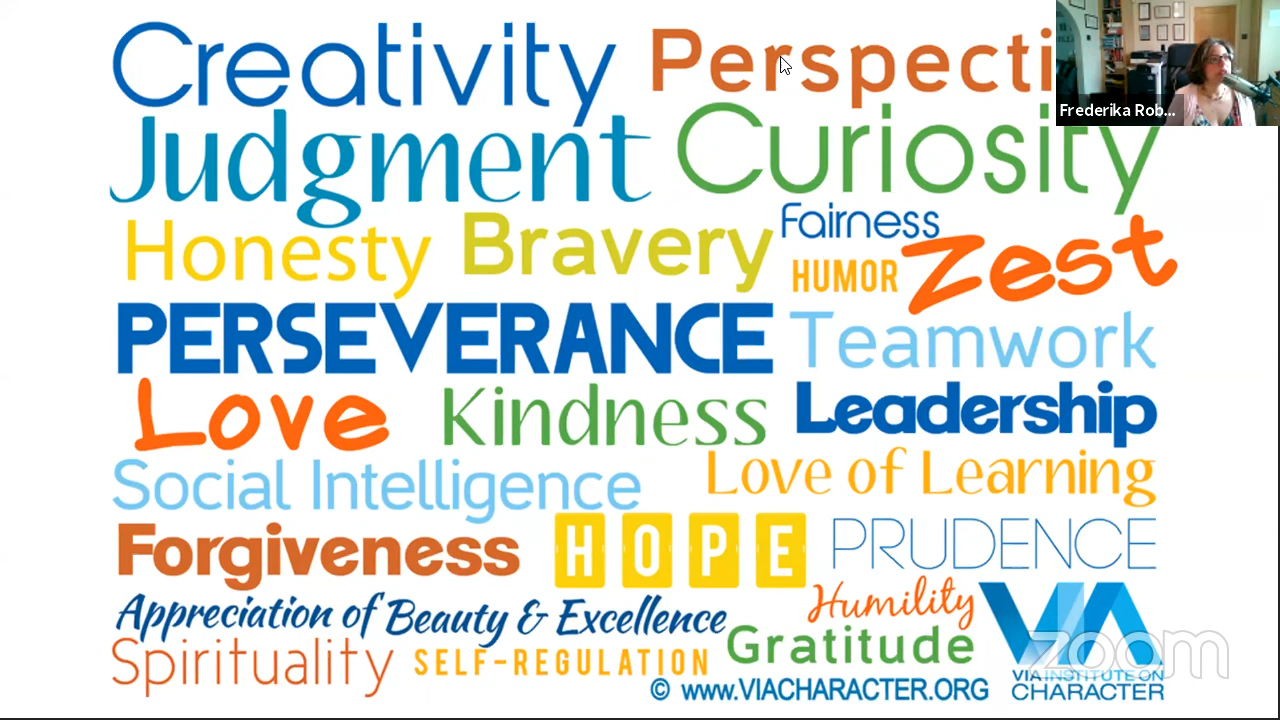 Creativity Perspecti
Frederika Rob...
Judgment Curiosity
Honesty Bravery Fairness
HUMOR Zest
PERSEVERANCE Teamwork
Love Kindness Leadership
Social Intelligence Love of Learning
Forgiveness HOPE PRUDENCE
Appreciation of Beauty & Excellence Humility
Spirituality SELF-REGULATION Gratitude
© www.VIACHARACTER.ORG
VIA
zoom
VIA INSTITUTE ON
CHARACTER